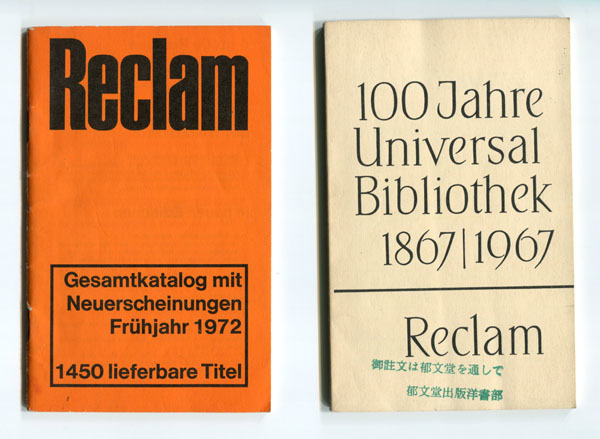 Reclam
Gesamtkatalog mit
Neuerscheinungen
Frühjahr 1972
1450 lieferbare Titel
100 Jahre
Universal
Bibliothek
1867|1967
Reclam
御註文は郁文堂を通して
郁文堂出版洋書部